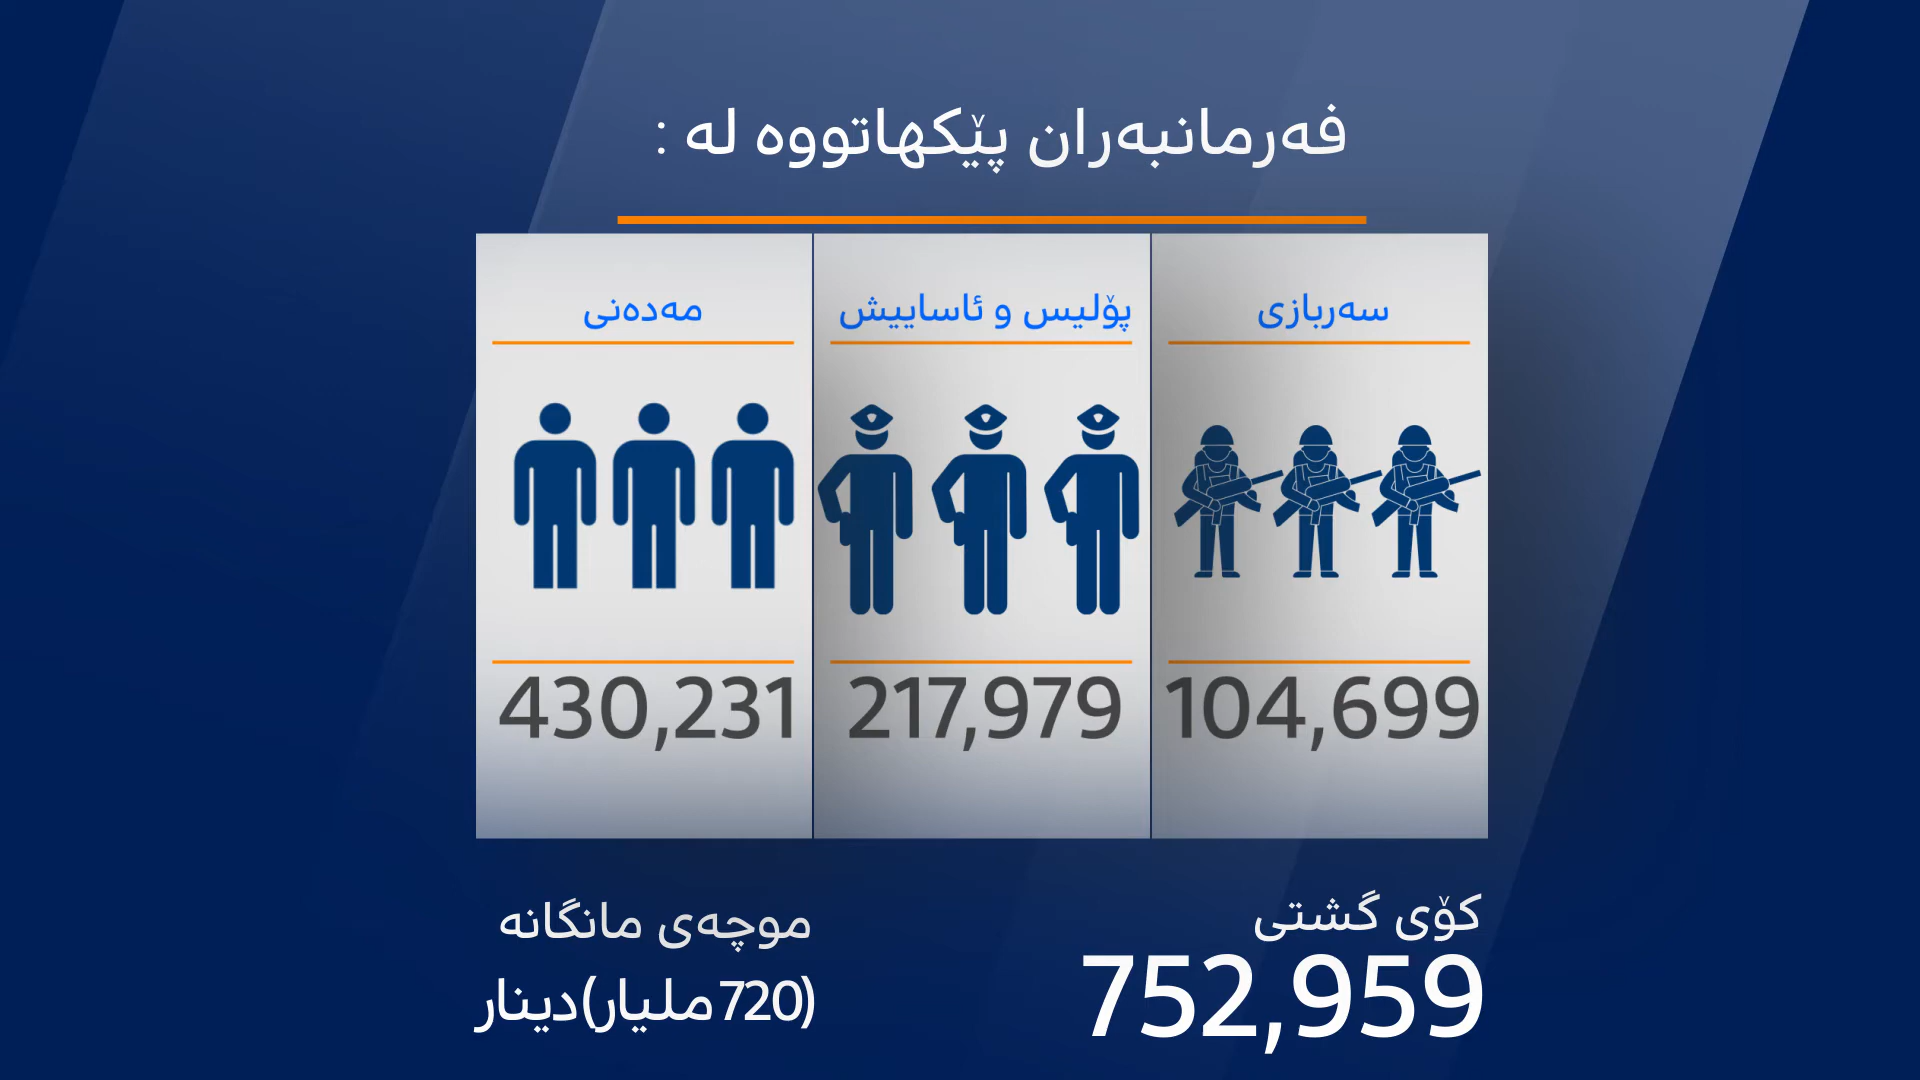 فەرمانبەران پێکهاتووە لە :
سەربازی
پۆلیس و ئاساییش
مەدەنی
104,699
217,979
430,231
کۆی گشتی
752,959
موچەی مانگانە
(720ملیار)دینار